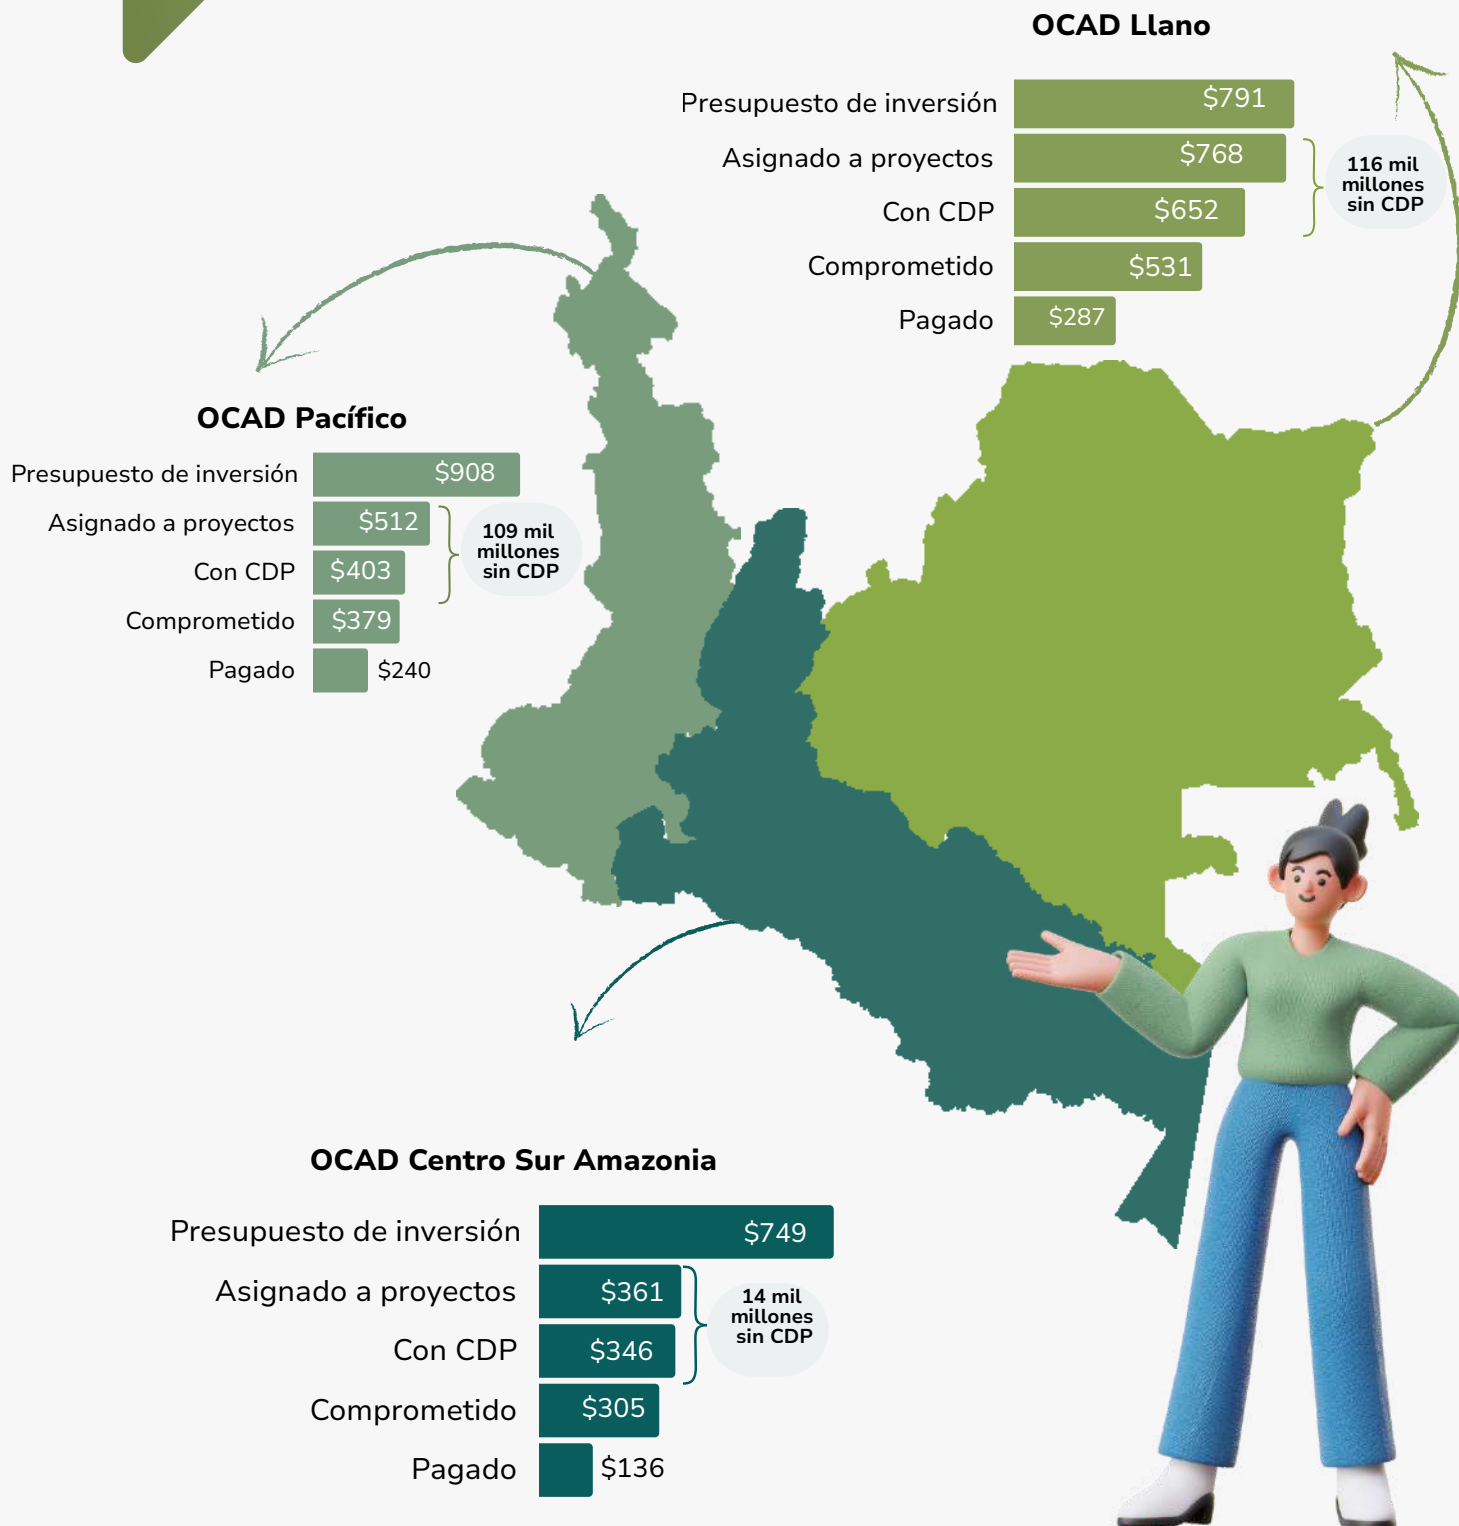 OCAD Llano
Presupuesto de inversión $791
Asignado a proyectos $768
Con CDP $652
Comprometido $531
Pagado $287
116 mil
millones
sin CDP
OCAD Pacífico
Presupuesto de inversión $908
Asignado a proyectos $512
Con CDP $403
Comprometido $379
Pagado $240
109 mil
millones
sin CDP
OCAD Centro Sur Amazonia
Presupuesto de inversión $749
Asignado a proyectos $361
Con CDP $346
Comprometido $305
Pagado $136
14 mil
millones
sin CDP